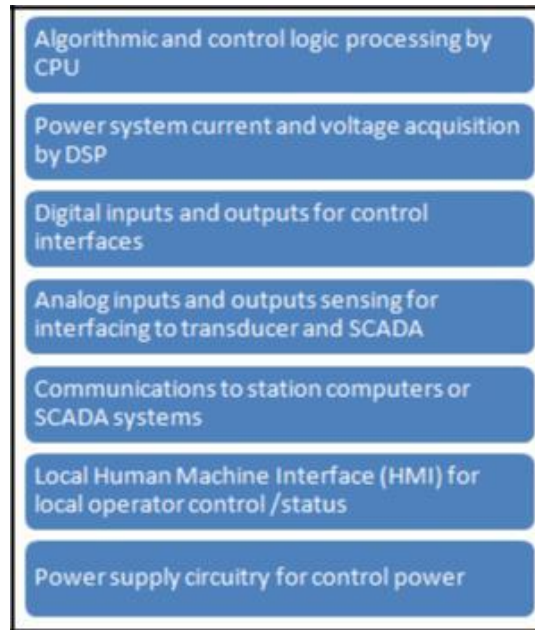 Algorithmic and control logic processing by
CPU
Power system current and voltage acquisition
by DSP
Digital inputs and outputs for control
interfaces
Analog inputs and outputs sensing for
interfacing to transducer and SCADA
Communications to station computers or
SCADA systems
Local Human Machine Interface (HMI) for
local operator control /status
Power supply circuitry for control power